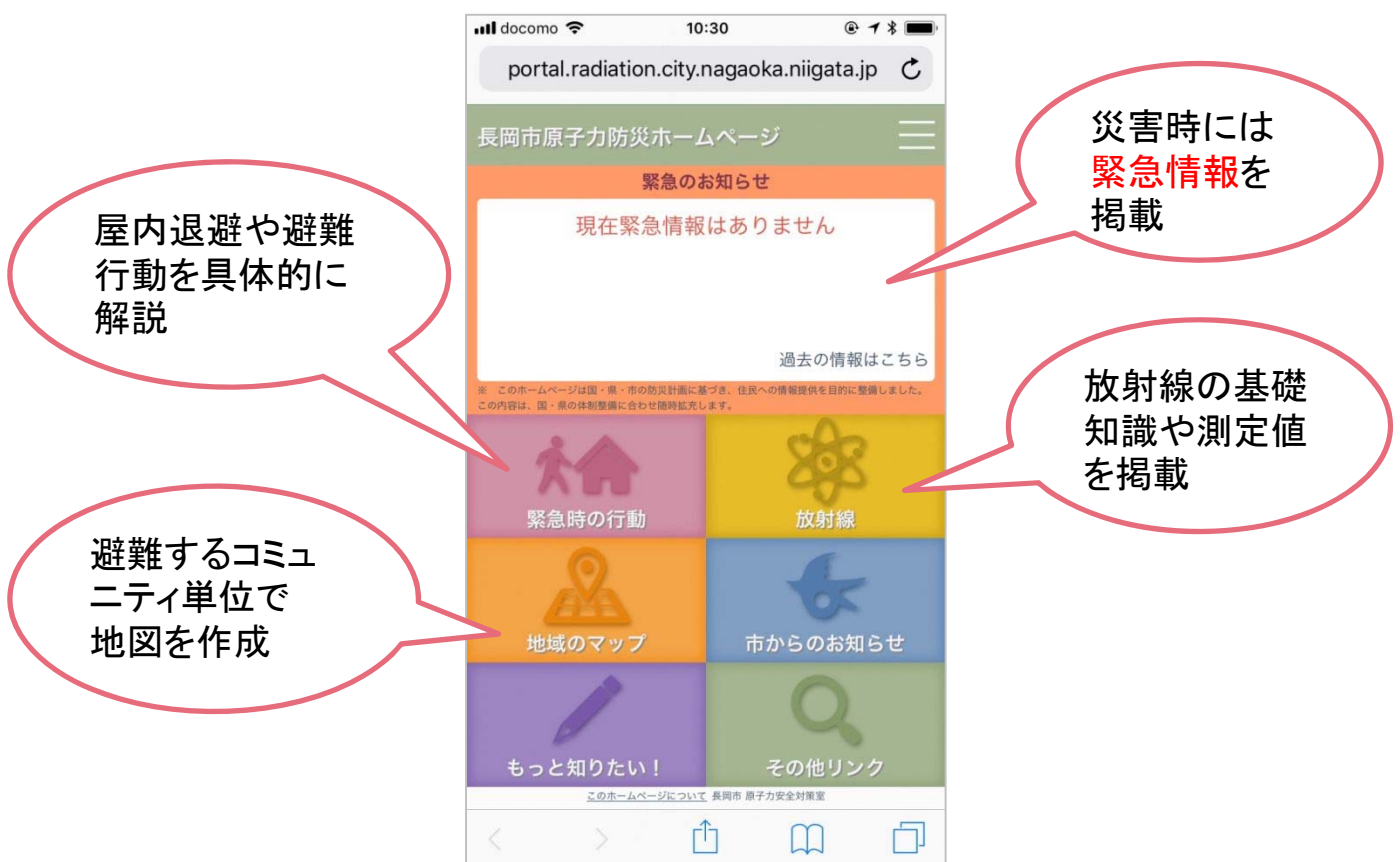 docomo 10:30
portal.radiation.city.nagaoka.niigata.jp
長岡市原子力防災ホームページ
緊急のお知らせ
現在緊急情報はありません
過去の情報はこちら
※ このホームページは国・県・市の防災計画に基づき、住民への情報提供を目的に整備しました。
この内容は、国・県の体制整備に合わせ随時拡充します。
緊急時の行動
放射線
地域のマップ
市からのお知らせ
もっと知りたい！
その他リンク
このホームページについて 長岡市 原子力安全対策室
屋内退避や避難
行動を具体的に
解説
避難するコミュ
ニティ単位で
地図を作成
災害時には
緊急情報を
掲載
放射線の基礎
知識や測定値
を掲載